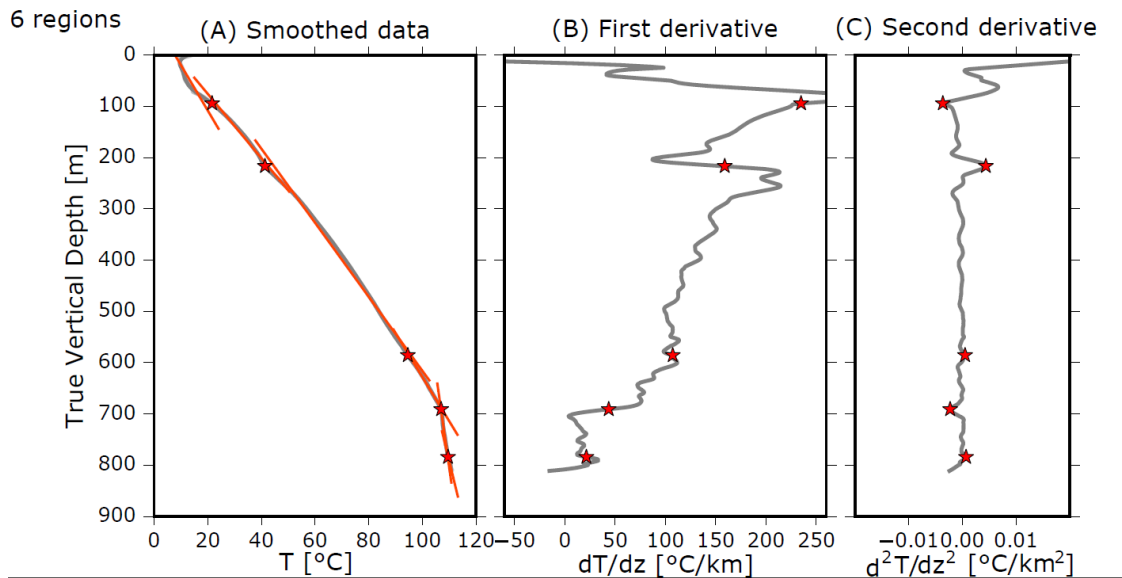 6 regions
(A) Smoothed data
(B) First derivative
(C) Second derivative
True Vertical Depth [m]
0
100
200
300
400
500
600
700
800
900
0 20 40 60 80 100 120
T [°C]
−50 0 50 100 150 200 250
dT/dz [°C/km]
−0.01 0.00 0.01
d²T/dz² [°C/km²]